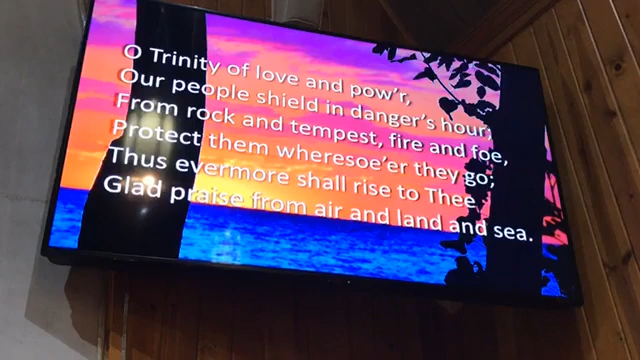 O Trinity of love and pow'r,
Our people shield in danger's hour;
From rock and tempest, fire and foe,
Protect them wheresoe'er they go;
Thus evermore shall rise to Thee
Glad praise from air and land and sea.